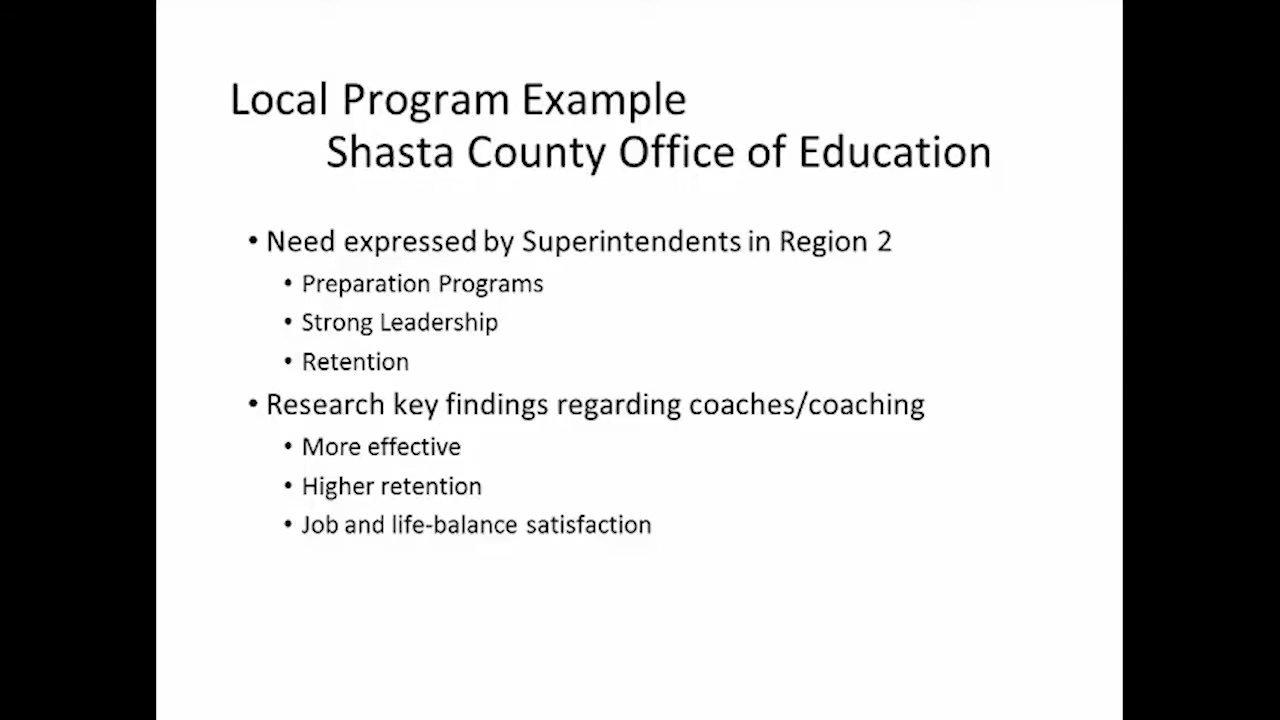 Local Program Example
Shasta County Office of Education
• Need expressed by Superintendents in Region 2
• Preparation Programs
• Strong Leadership
• Retention
• Research key findings regarding coaches/coaching
• More effective
• Higher retention
• Job and life-balance satisfaction